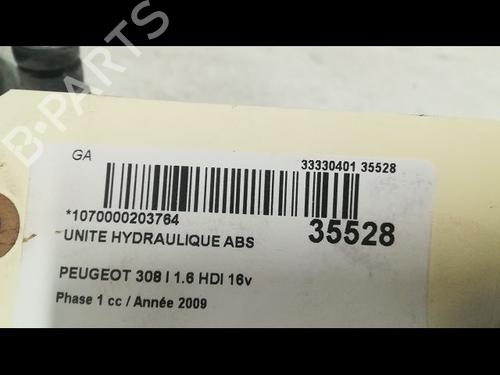 B-PARTS
GA
33330401 35528
*1070000203764
35528
UNITE HYDRAULIQUE ABS
PEUGEOT 308 I 1.6 HDI 16v
Phase 1 cc / Année 2009